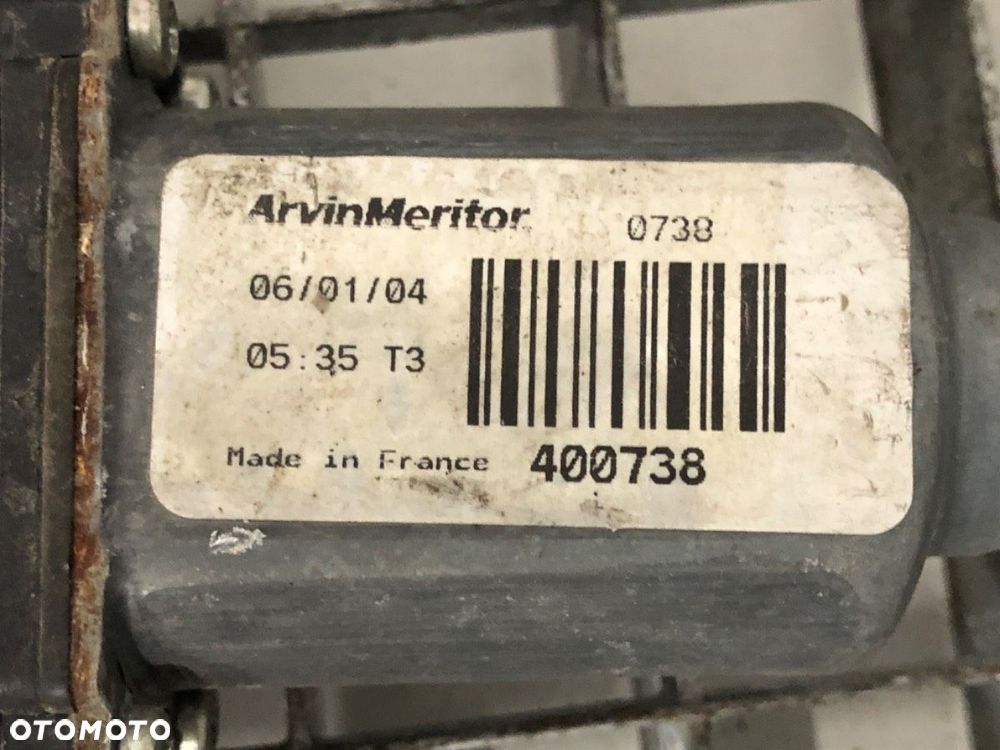 ArvinMeritor 0738
06/01/04
05:35 T3
Made in France 400738
OTOMOTO